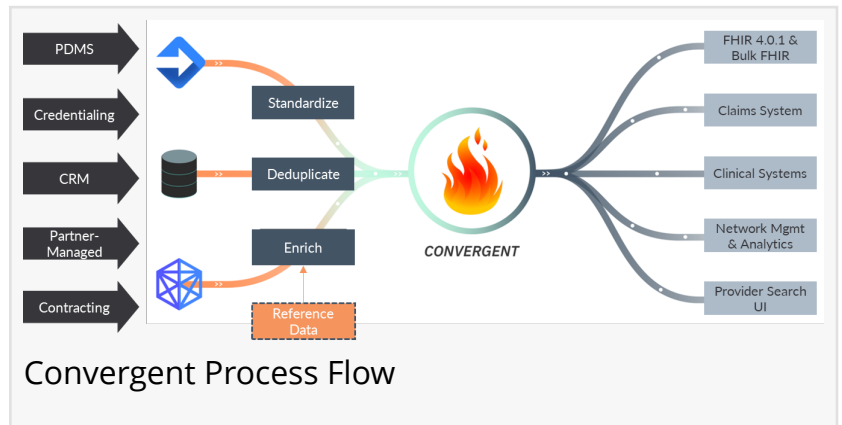 PDMS
Credentialing
CRM
Partner-
Managed
Contracting
Standardize
Deduplicate
Enrich
Reference
Data
CONVERGENT
FHIR 4.0.1 &
Bulk FHIR
Claims System
Clinical Systems
Network Mgmt
& Analytics
Provider Search
UI
Convergent Process Flow